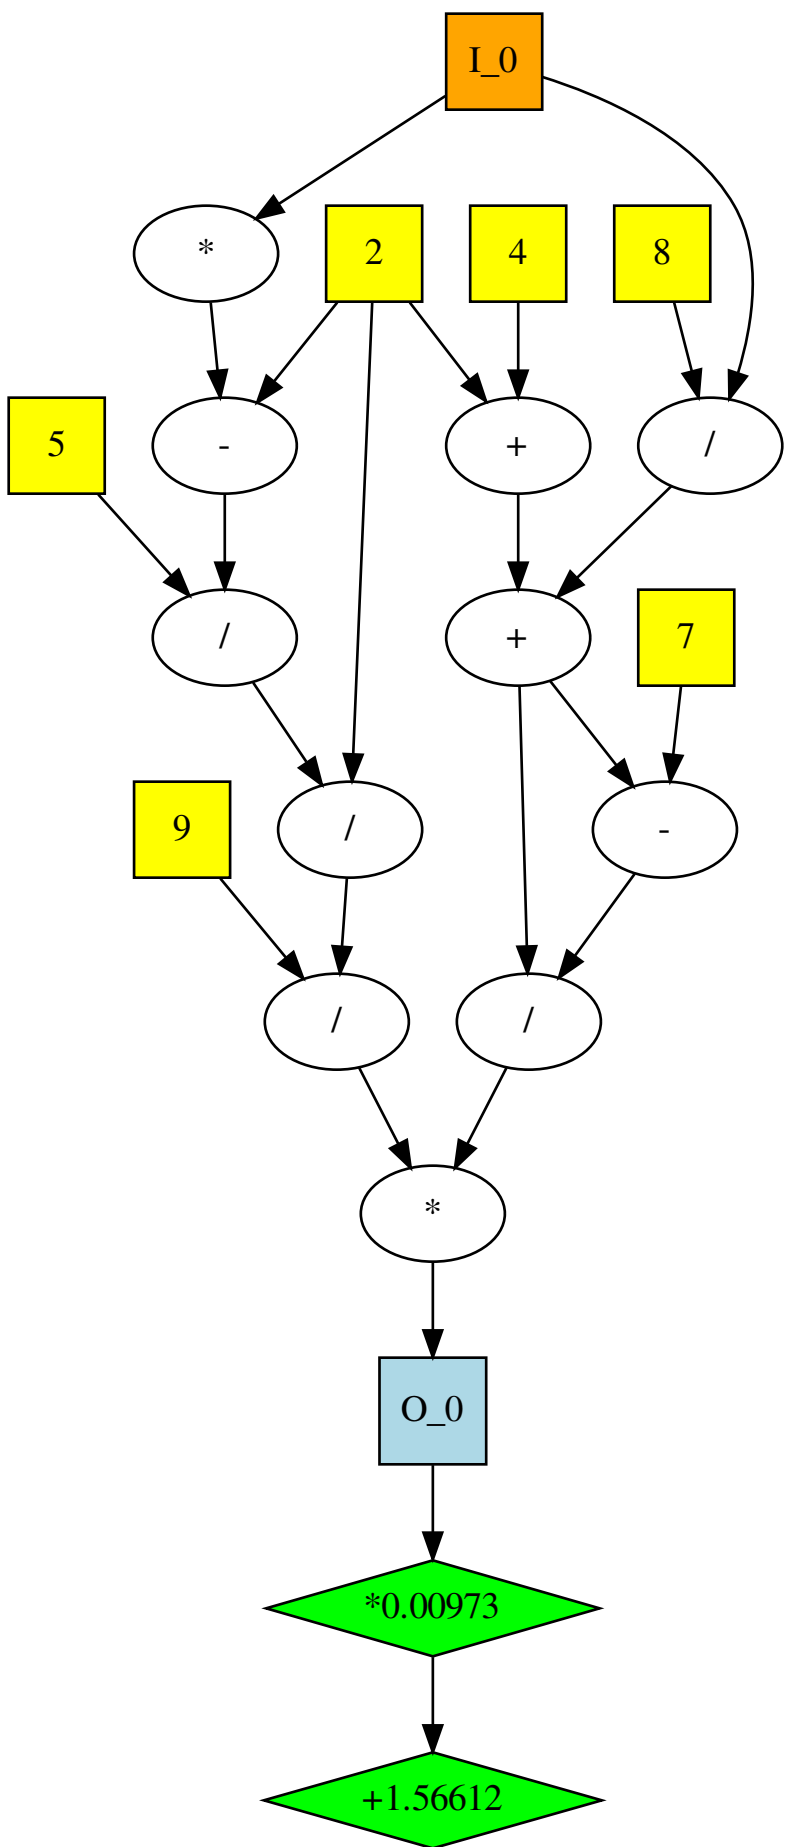 I_0
* 2 4 8
5 - + /
/ + 7
9 / -
/ /
*
O_0
*0.00973
+1.56612